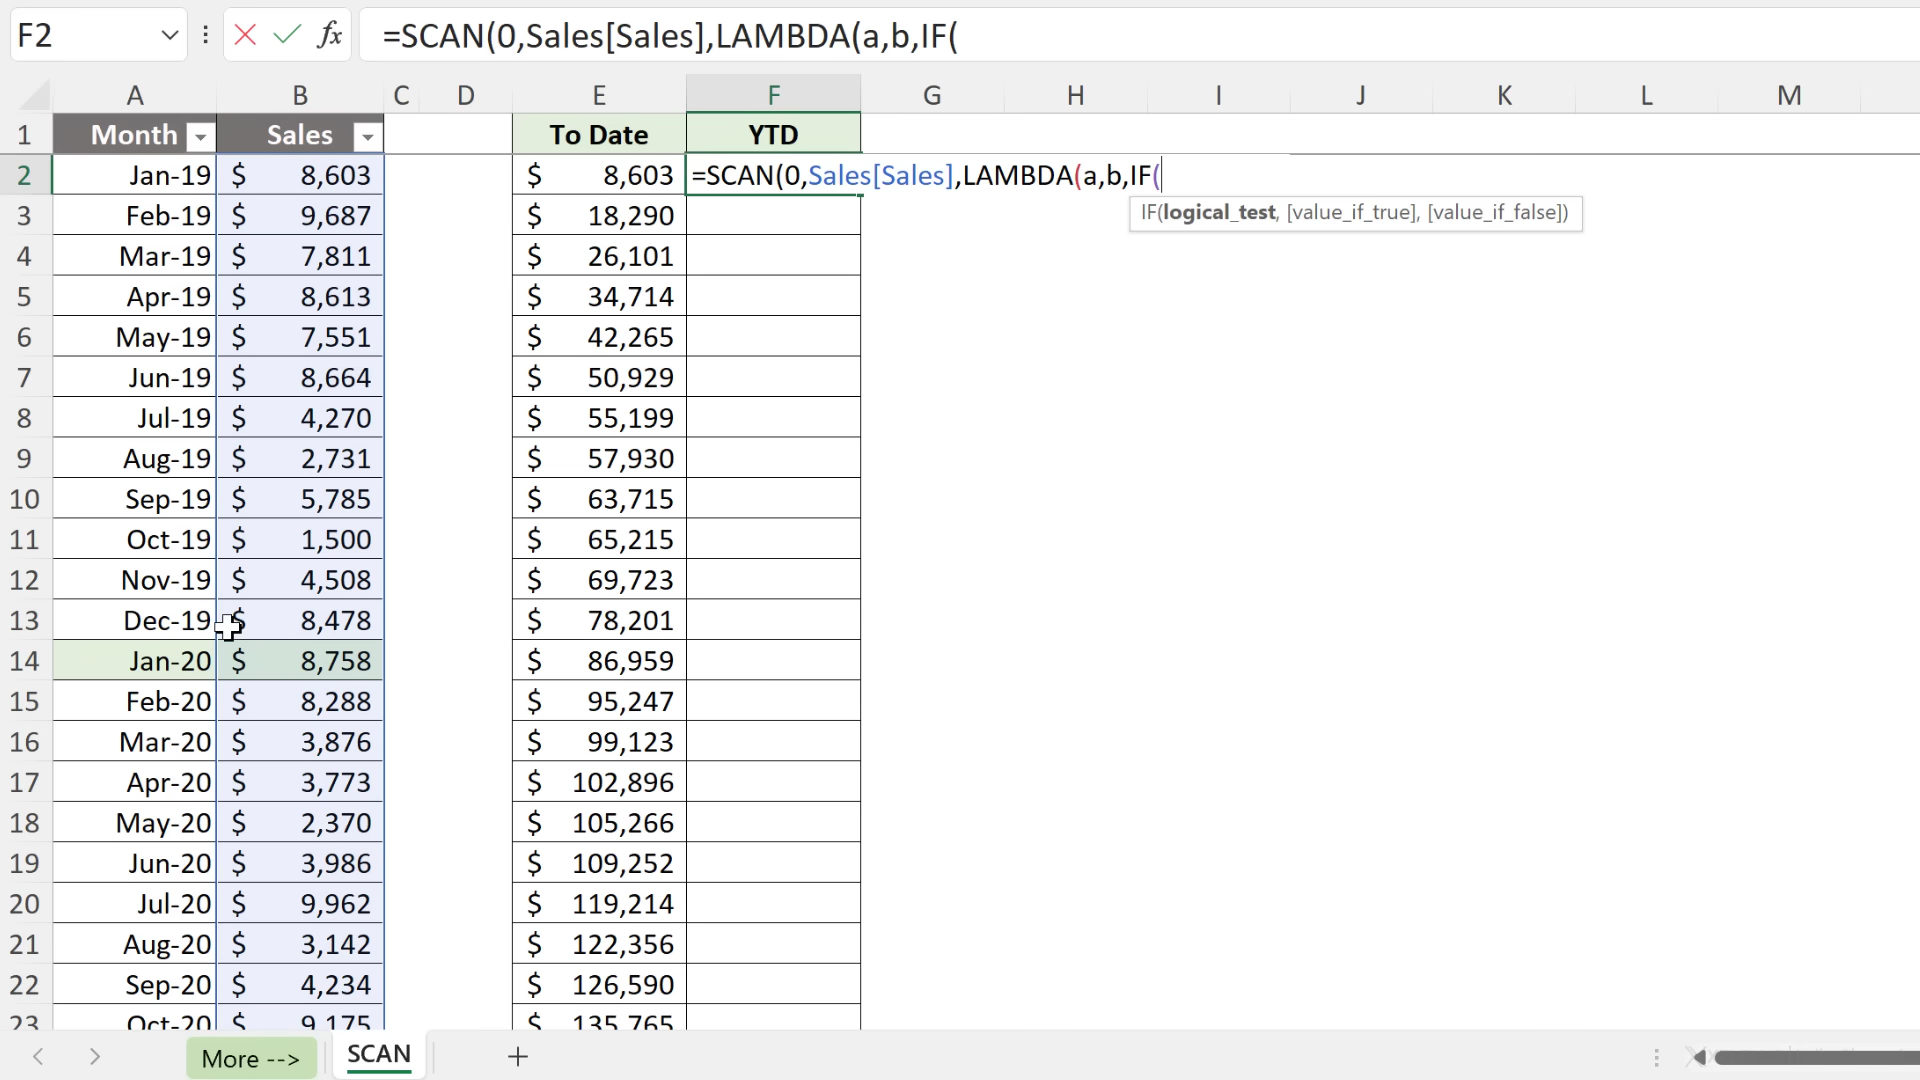 F2 fx =SCAN(0,Sales[Sales],LAMBDA(a,b,IF(
A B C D E F G H I J K L M
1 Month Sales To Date YTD
2 Jan-19 $ 8,603 $ 8,603 =SCAN(0,Sales[Sales],LAMBDA(a,b,IF(
IF(logical_test, [value_if_true], [value_if_false])
3 Feb-19 $ 9,687 $ 18,290
4 Mar-19 $ 7,811 $ 26,101
5 Apr-19 $ 8,613 $ 34,714
6 May-19 $ 7,551 $ 42,265
7 Jun-19 $ 8,664 $ 50,929
8 Jul-19 $ 4,270 $ 55,199
9 Aug-19 $ 2,731 $ 57,930
10 Sep-19 $ 5,785 $ 63,715
11 Oct-19 $ 1,500 $ 65,215
12 Nov-19 $ 4,508 $ 69,723
13 Dec-19 $ 8,478 $ 78,201
14 Jan-20 $ 8,758 $ 86,959
15 Feb-20 $ 8,288 $ 95,247
16 Mar-20 $ 3,876 $ 99,123
17 Apr-20 $ 3,773 $ 102,896
18 May-20 $ 2,370 $ 105,266
19 Jun-20 $ 3,986 $ 109,252
20 Jul-20 $ 9,962 $ 119,214
21 Aug-20 $ 3,142 $ 122,356
22 Sep-20 $ 4,234 $ 126,590
23 Oct-20 $ 9,175 $ 135,765
More --> SCAN